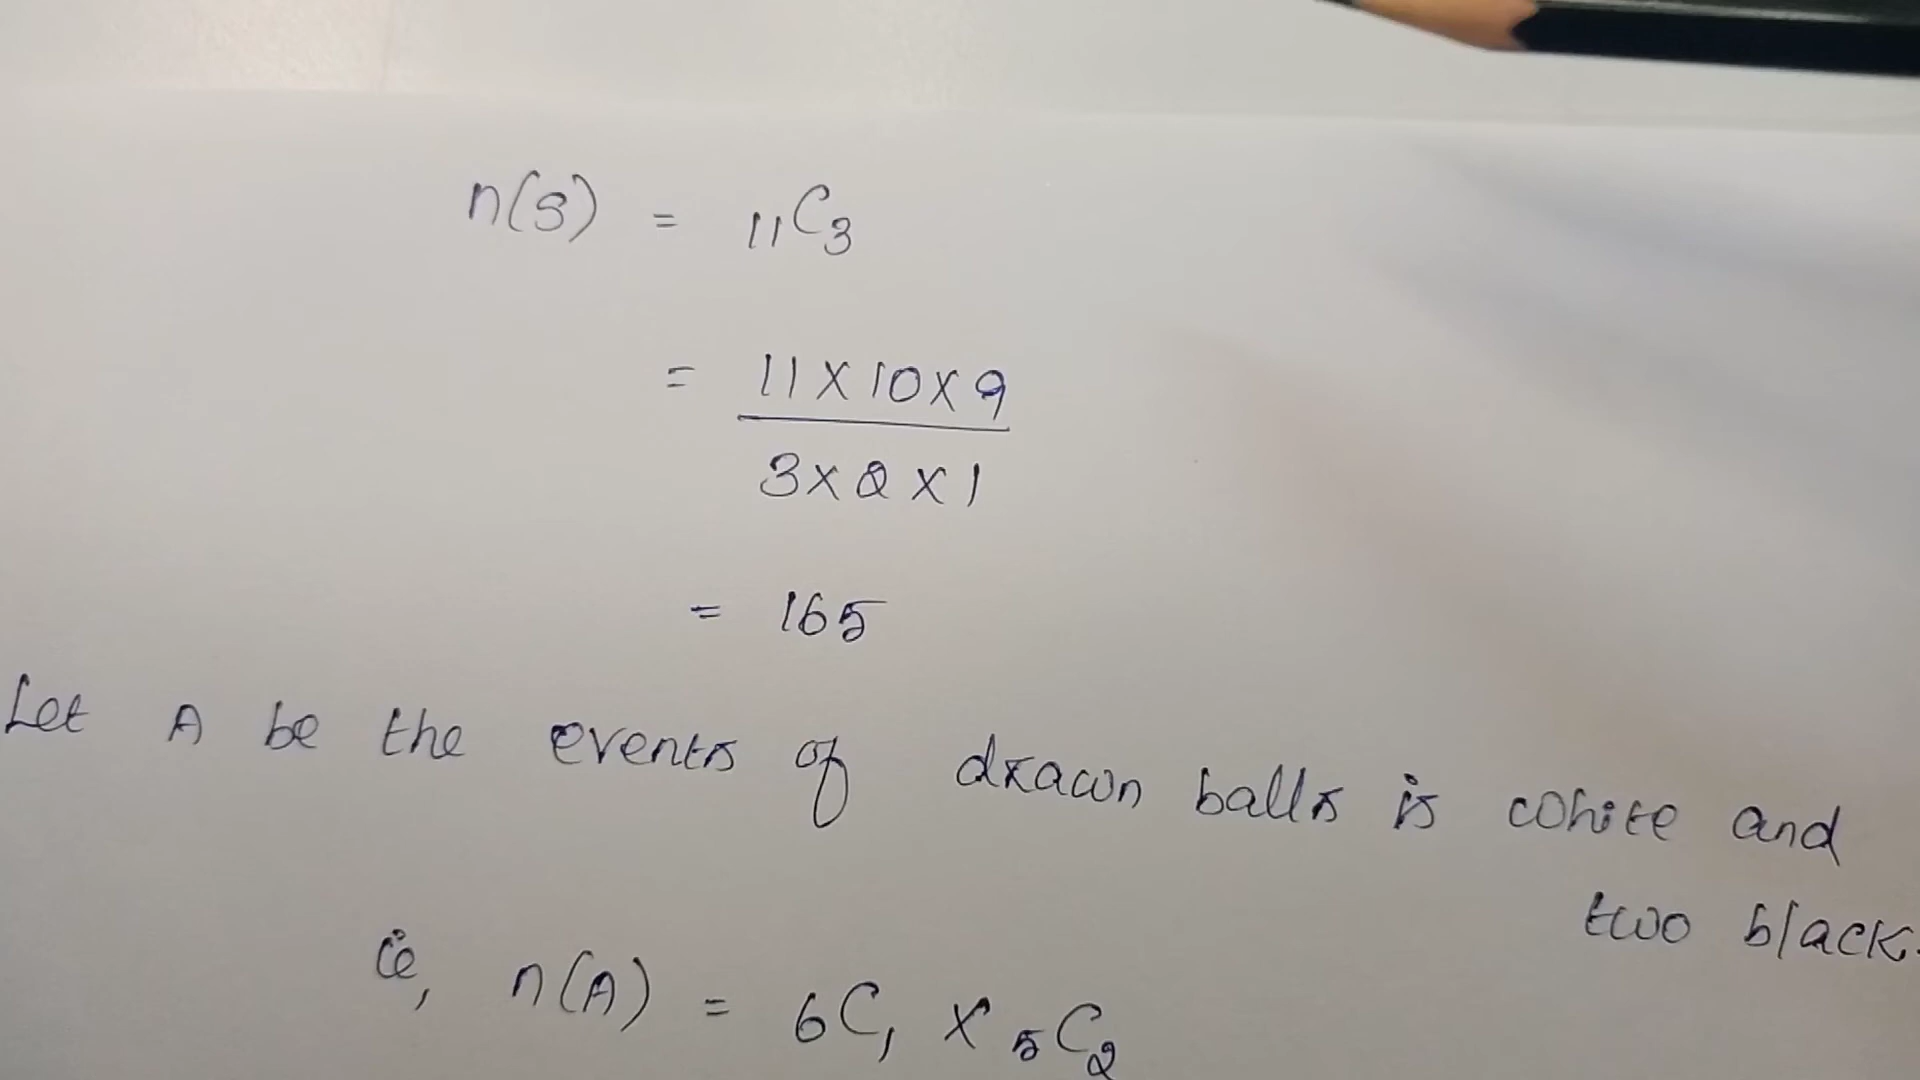 n(S) = 11C3
= 11 X 10 X 9
3 X 2 X 1
= 165
Let A be the events of drawn balls is white and
two black.
ie, n(A) = 6C1 X 5C2